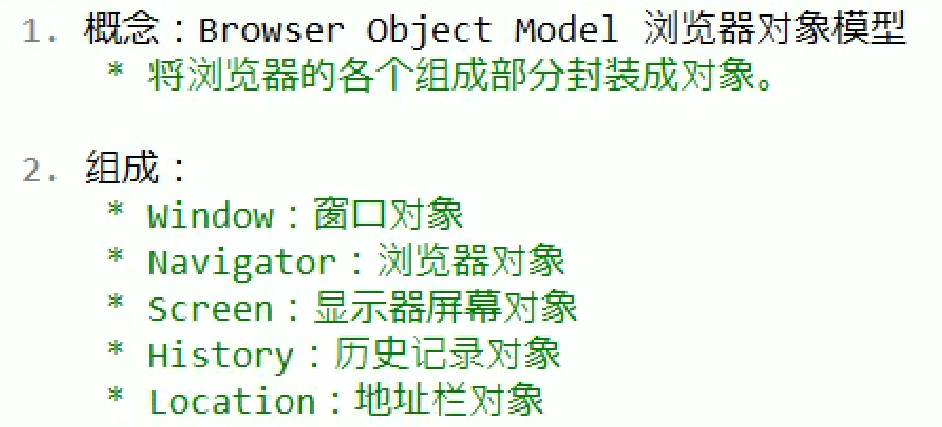 1. 概念：Browser Object Model 浏览器对象模型
* 将浏览器的各个组成部分封装成对象。
2. 组成：
* Window：窗口对象
* Navigator：浏览器对象
* Screen：显示器屏幕对象
* History：历史记录对象
* Location：地址栏对象